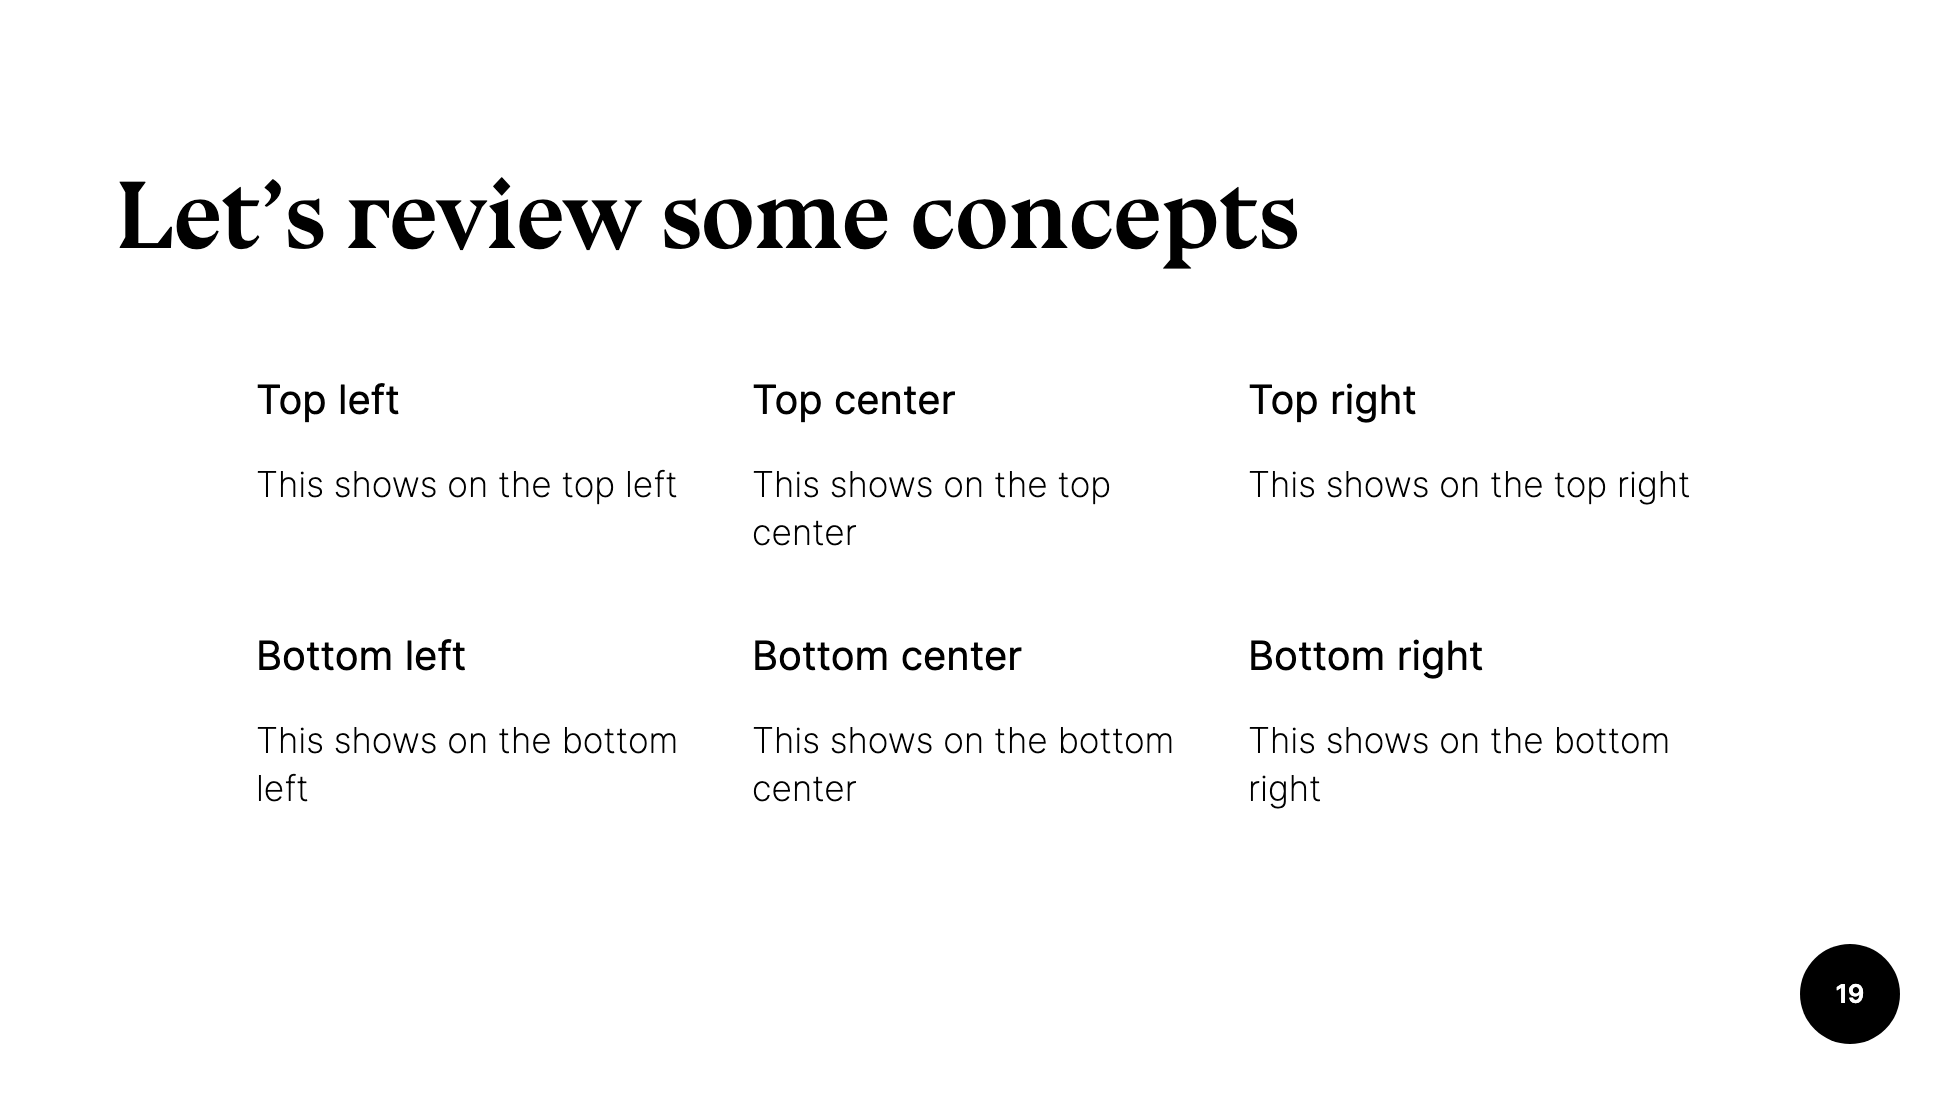 Let’s review some concepts
Top left
This shows on the top left
Top center
This shows on the top
center
Top right
This shows on the top right
Bottom left
This shows on the bottom
left
Bottom center
This shows on the bottom
center
Bottom right
This shows on the bottom
right
19